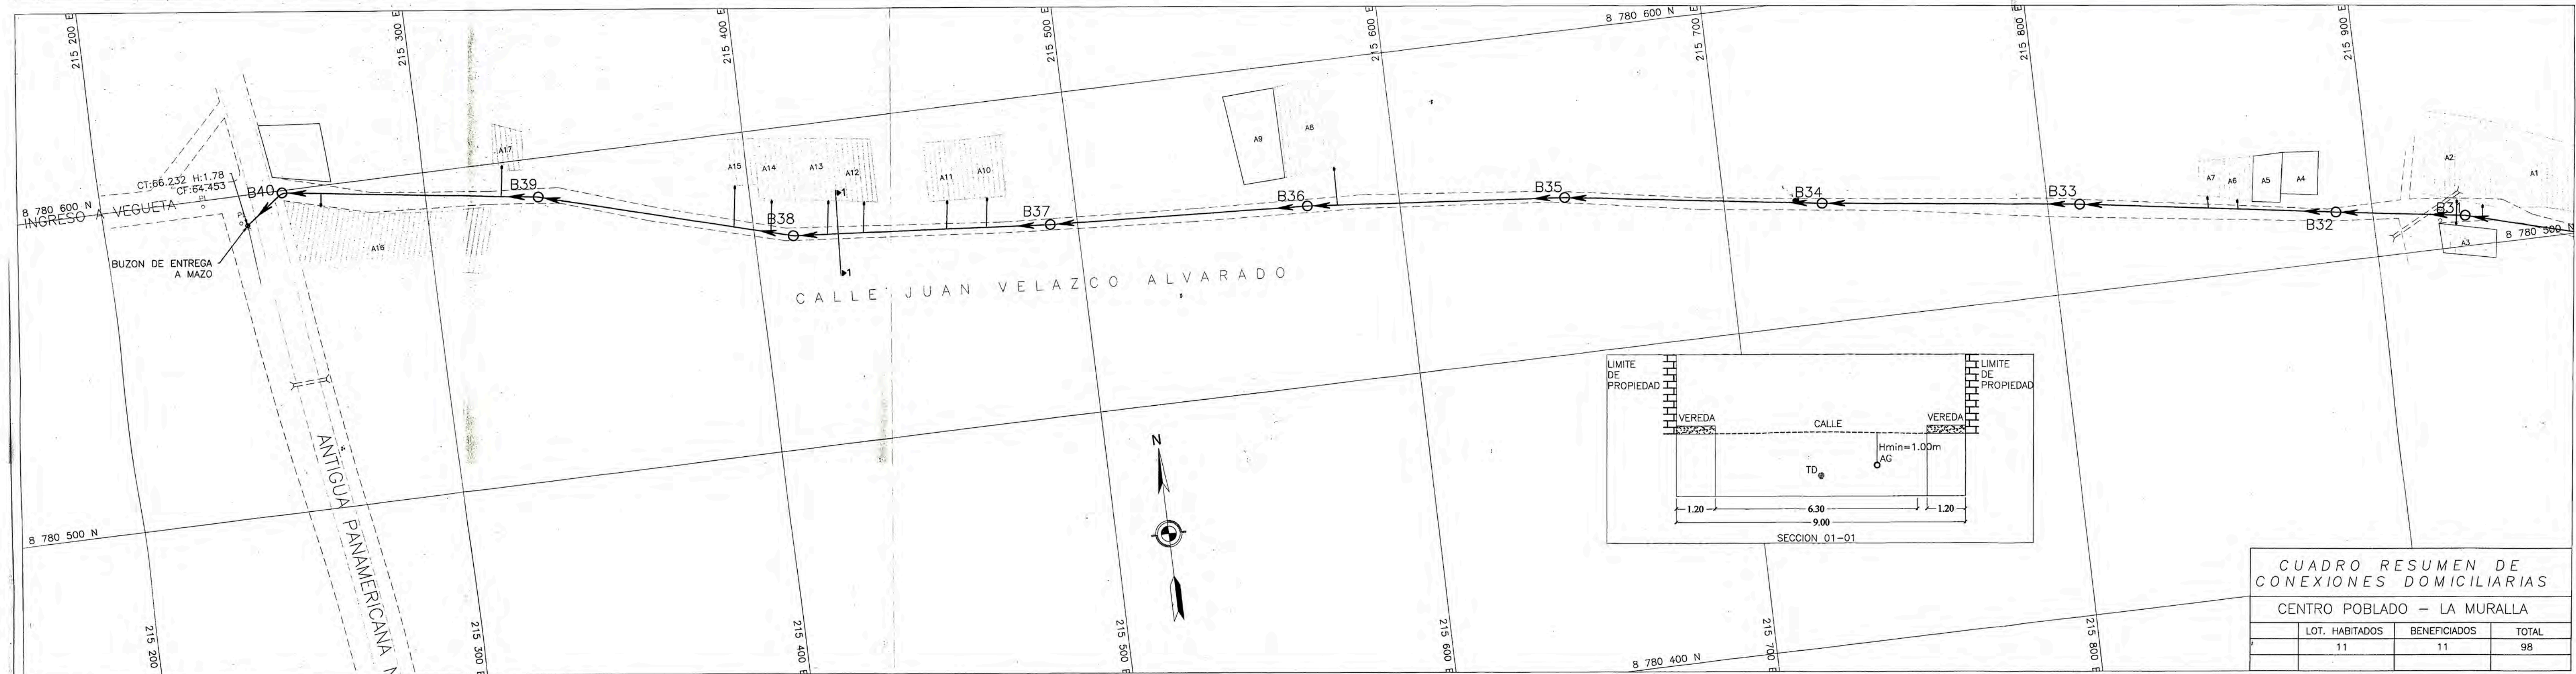 215 200 E
215 300 E
215 400 E
215 500 E
215 600 E
215 700 E
215 800 E
215 900 E
8 780 600 N
CT:66.232 H:1.78
CF:64.453
PL
PL
8 780 600 N
INGRESO A VEGUETA
BUZON DE ENTREGA
A MAZO
B40
B39
B38
B37
B36
B35
B34
B33
B32
B31
A17
A16
A15
A14
A13
A12
A11
A10
A9
A8
A7
A6
A5
A4
A3
A2
A1
1
1
8 780 500 N
CALLE JUAN VELAZCO ALVARADO
ANTIGUA PANAMERICANA N
N
LIMITE
DE
PROPIEDAD
LIMITE
DE
PROPIEDAD
VEREDA
CALLE
VEREDA
Hmin=1.00m
AG
TD
1.20
6.30
1.20
9.00
SECCION 01-01
8 780 500 N
215 200
215 300 E
215 400 E
215 500 E
215 600 E
215 700 E
215 800 E
8 780 400 N
CUADRO RESUMEN DE
CONEXIONES DOMICILIARIAS
CENTRO POBLADO - LA MURALLA
LOT. HABITADOS BENEFICIADOS TOTAL
11 11 98